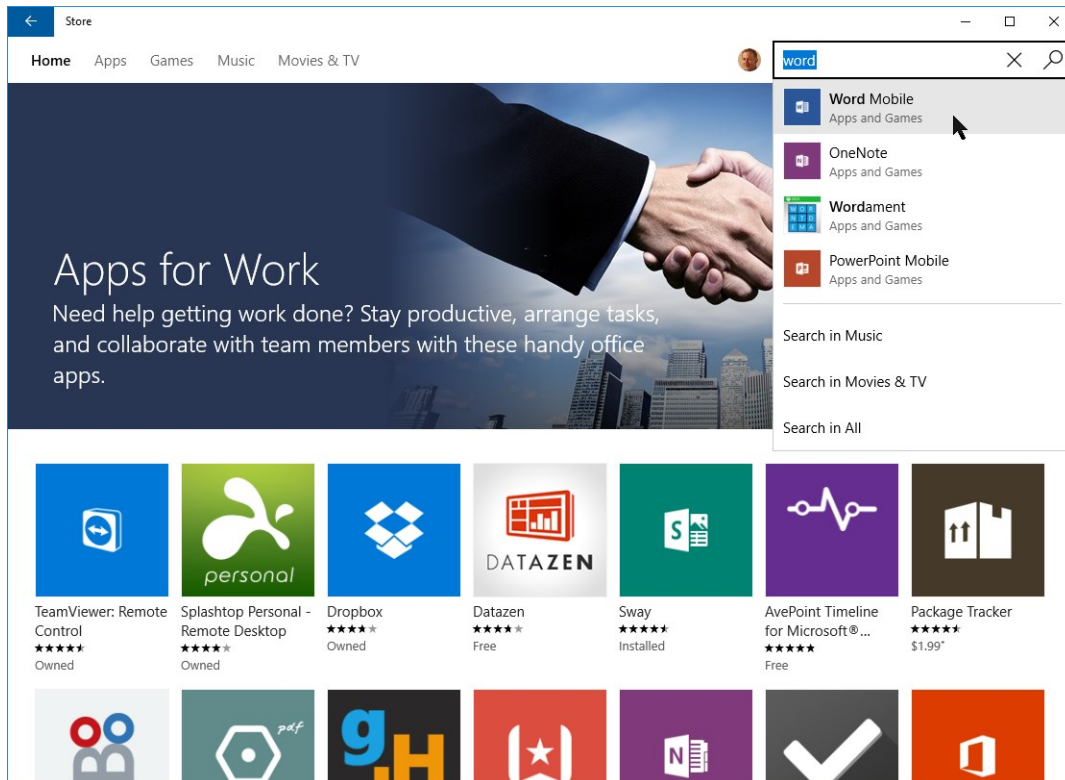 Store
Home Apps Games Music Movies & TV
word
Word Mobile
Apps and Games
OneNote
Apps and Games
Wordament
Apps and Games
PowerPoint Mobile
Apps and Games
Search in Music
Search in Movies & TV
Search in All
Apps for Work
Need help getting work done? Stay productive, arrange tasks,
and collaborate with team members with these handy office
apps.
personal
DATAZEN
S
TeamViewer: Remote
Control
Owned
Splashtop Personal -
Remote Desktop
Owned
Dropbox
Owned
Datazen
Free
Sway
Installed
AvePoint Timeline
for Microsoft®...
Free
Package Tracker
$1.99*
pdf
g.H
N